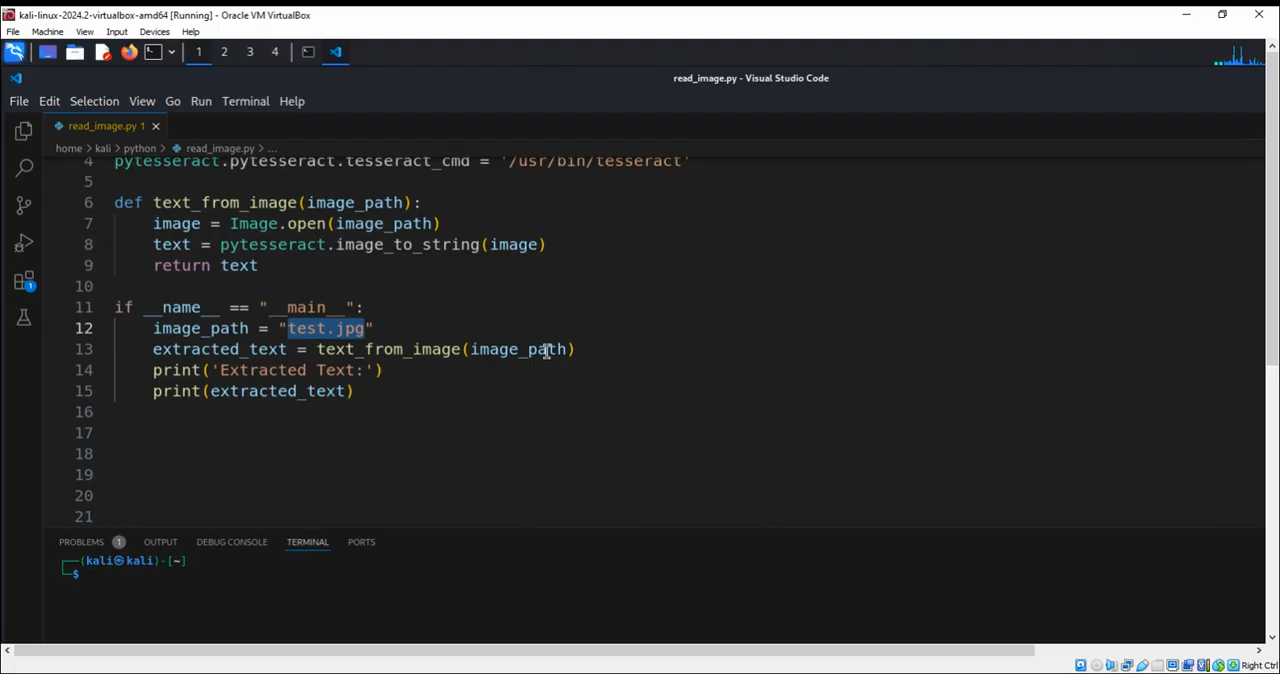 kali-linux-2024.2-virtualbox-amd64 [Running] - Oracle VM VirtualBox
File Machine View Input Devices Help
1 2 3 4
read_image.py - Visual Studio Code
File Edit Selection View Go Run Terminal Help
read_image.py 1
home > kali > python > read_image.py > ...
4 pytesseract.pytesseract.tesseract_cmd = '/usr/bin/tesseract'
5
6 def text_from_image(image_path):
7 image = Image.open(image_path)
8 text = pytesseract.image_to_string(image)
9 return text
10
11 if __name__ == "__main__":
12 image_path = "test.jpg"
13 extracted_text = text_from_image(image_path)
14 print('Extracted Text:')
15 print(extracted_text)
16
17
18
19
20
21
1
PROBLEMS 1 OUTPUT DEBUG CONSOLE TERMINAL PORTS
┌──(kali㉿kali)-[~]
└─$
Right Ctrl